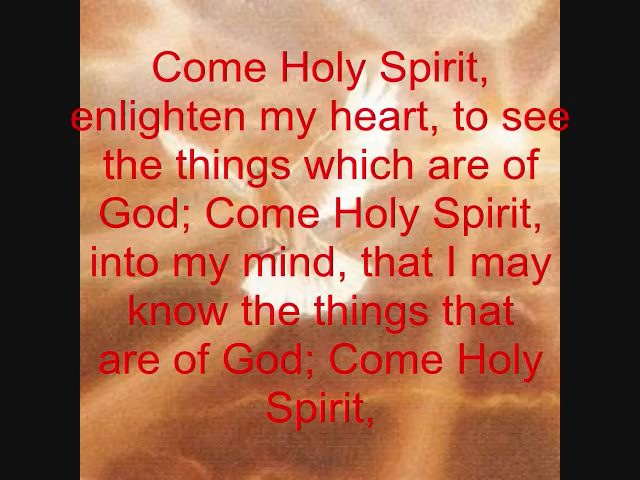 Come Holy Spirit,
enlighten my heart, to see
the things which are of
God; Come Holy Spirit,
into my mind, that I may
know the things that
are of God; Come Holy
Spirit,